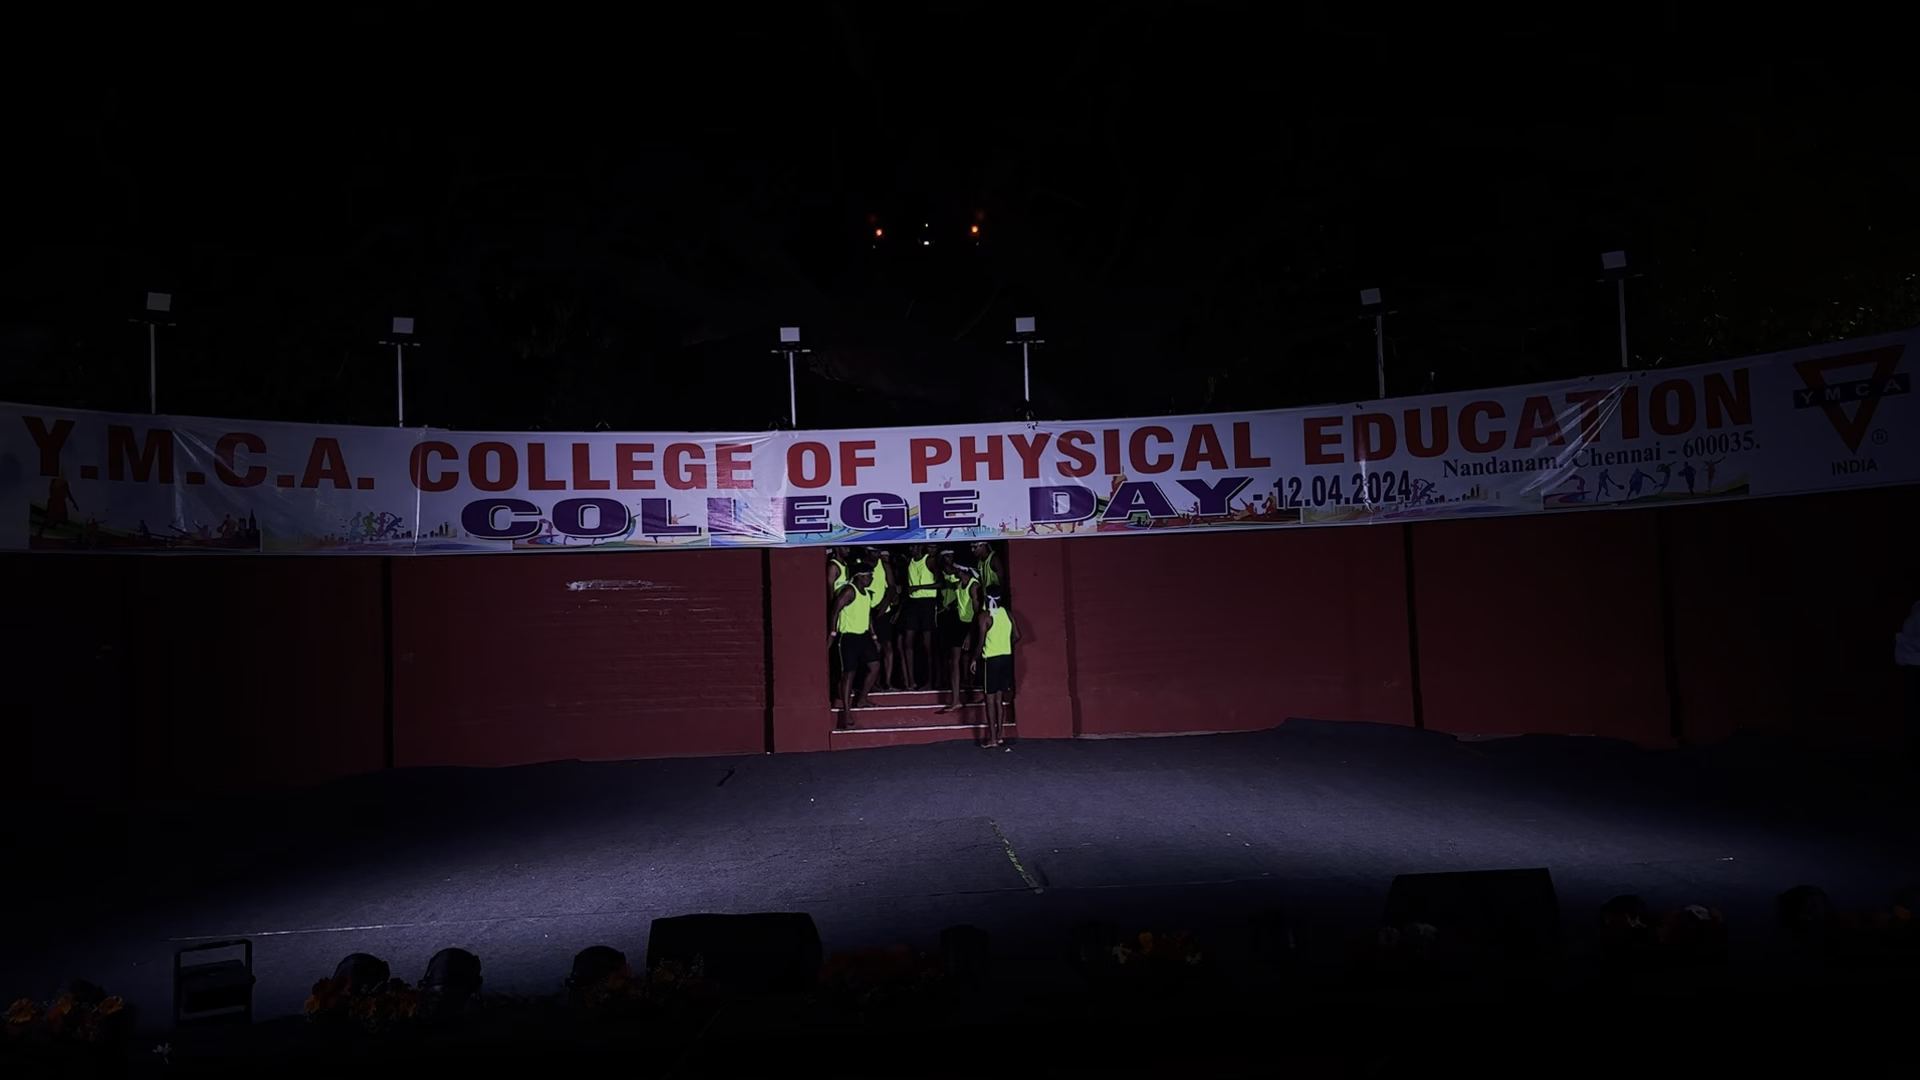 Y.M.C.A. COLLEGE OF PHYSICAL EDUCATION
Nandanam, Chennai - 600035.
COLLEGE DAY - 12.04.2024
YMCA
®
INDIA